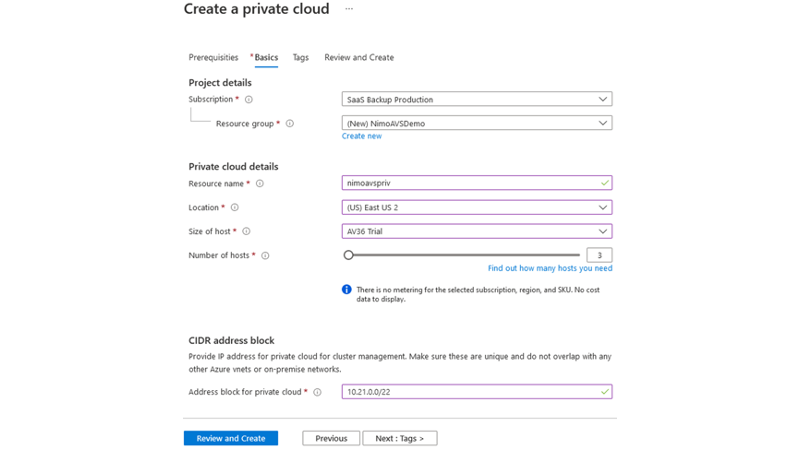 Create a private cloud ...
Prerequisites * Basics Tags Review and Create
Project details
Subscription *
SaaS Backup Production
Resource group *
(New) NimoAVSDemo
Create new
Private cloud details
Resource name *
nimoavspriv
Location *
(US) East US 2
Size of host *
AV36 Trial
Number of hosts *
3
Find out how many hosts you need
There is no metering for the selected subscription, region, and SKU. No cost
data to display.
CIDR address block
Provide IP address for private cloud for cluster management. Make sure these are unique and do not overlap with any
other Azure vnets or on-premise networks.
Address block for private cloud *
10.21.0.0/22
Review and Create Previous Next : Tags >